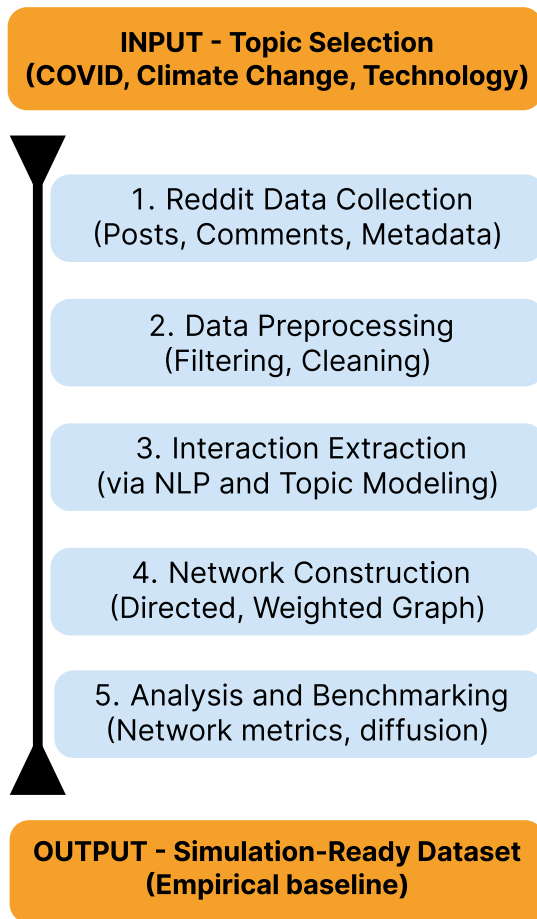 INPUT - Topic Selection
(COVID, Climate Change, Technology)
1. Reddit Data Collection
(Posts, Comments, Metadata)
2. Data Preprocessing
(Filtering, Cleaning)
3. Interaction Extraction
(via NLP and Topic Modeling)
4. Network Construction
(Directed, Weighted Graph)
5. Analysis and Benchmarking
(Network metrics, diffusion)
OUTPUT - Simulation-Ready Dataset
(Empirical baseline)